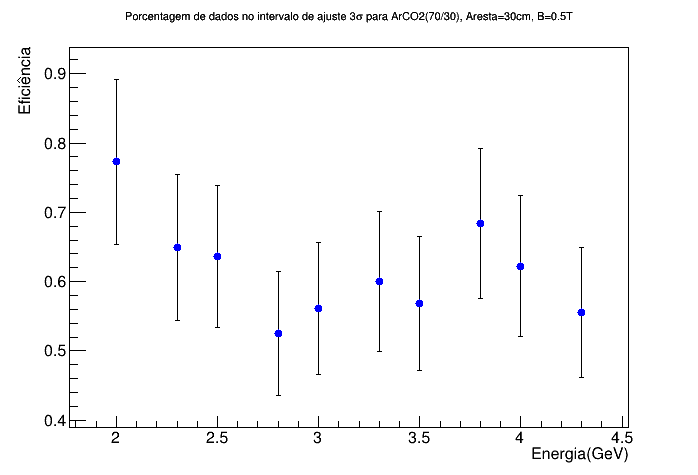 Porcentagem de dados no intervalo de ajuste 3σ para ArCO2(70/30), Aresta=30cm, B=0.5T
Eficiência
0.9
0.8
0.7
0.6
0.5
0.4
2 2.5 3 3.5 4 4.5
Energia(GeV)